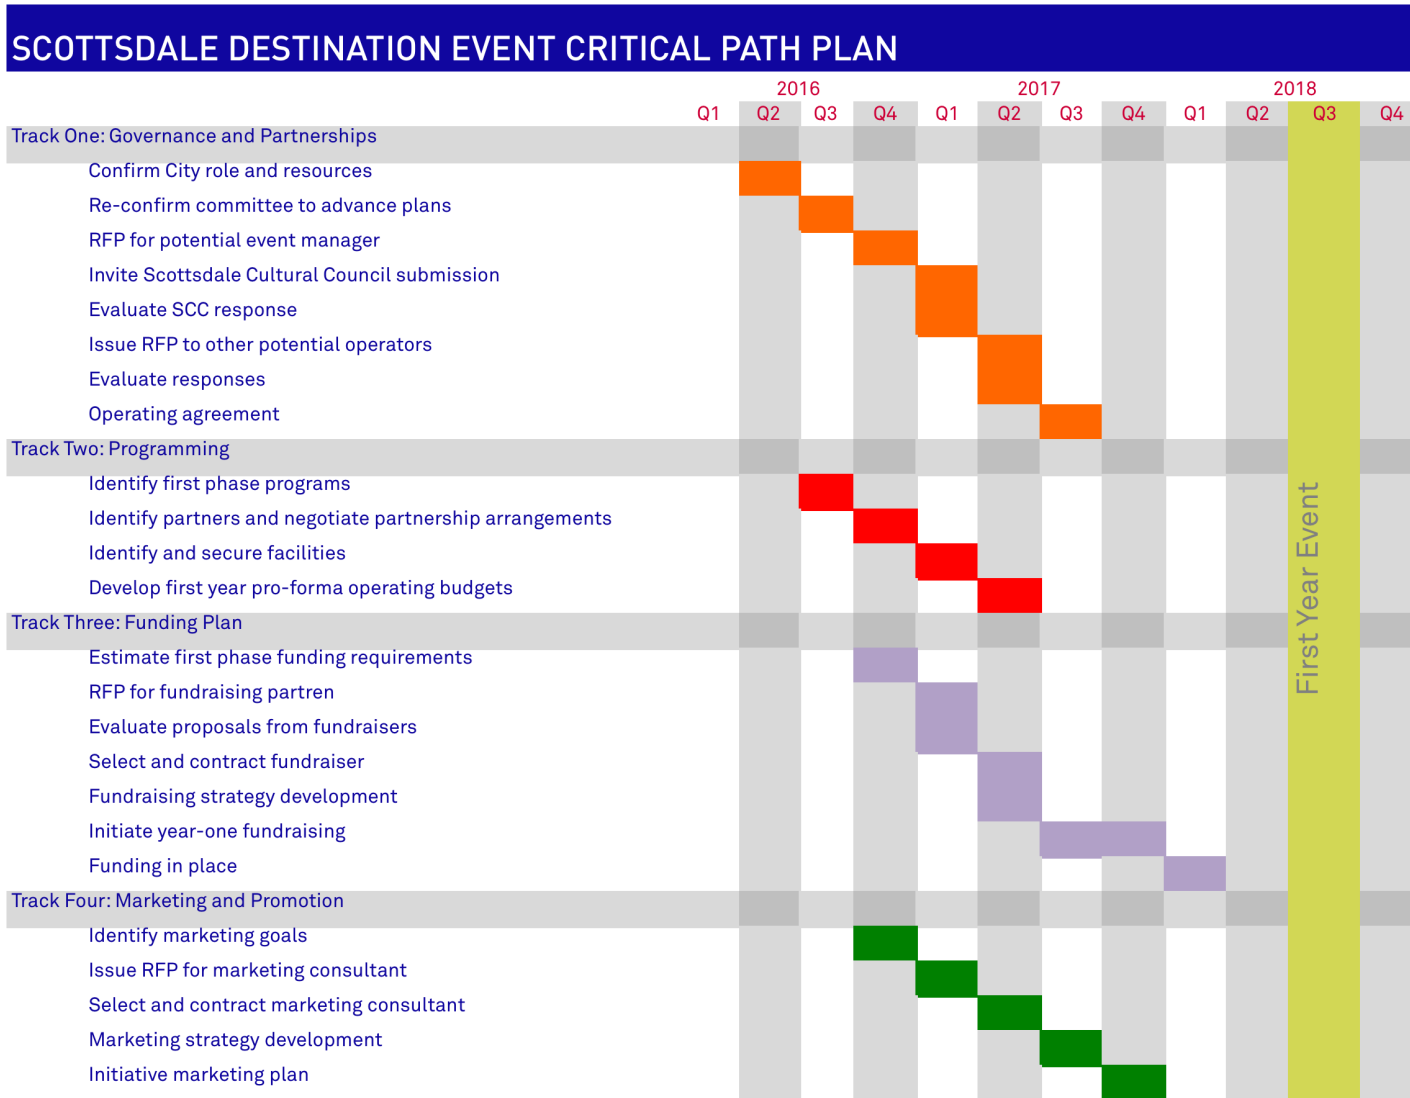 SCOTTSDALE DESTINATION EVENT CRITICAL PATH PLAN
2016 2017 2018
Q1 Q2 Q3 Q4 Q1 Q2 Q3 Q4 Q1 Q2 Q3 Q4
Track One: Governance and Partnerships
Confirm City role and resources
Re-confirm committee to advance plans
RFP for potential event manager
Invite Scottsdale Cultural Council submission
Evaluate SCC response
Issue RFP to other potential operators
Evaluate responses
Operating agreement
Track Two: Programming
Identify first phase programs
Identify partners and negotiate partnership arrangements
Identify and secure facilities
Develop first year pro-forma operating budgets
Track Three: Funding Plan
Estimate first phase funding requirements
RFP for fundraising partren
Evaluate proposals from fundraisers
Select and contract fundraiser
Fundraising strategy development
Initiate year-one fundraising
Funding in place
Track Four: Marketing and Promotion
Identify marketing goals
Issue RFP for marketing consultant
Select and contract marketing consultant
Marketing strategy development
Initiative marketing plan
First Year Event